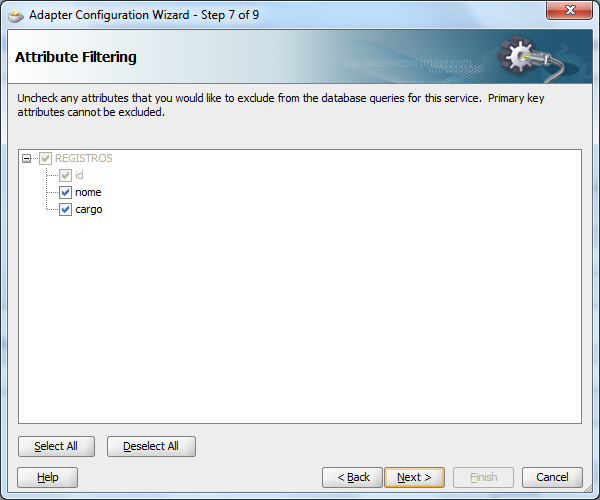 Adapter Configuration Wizard - Step 7 of 9
Attribute Filtering
0101010101010101010101010101
01010101010
Uncheck any attributes that you would like to exclude from the database queries for this service.  Primary key
attributes cannot be excluded.
REGISTROS
id
nome
cargo
Select All
Deselect All
Help
< Back
Next >
Finish
Cancel